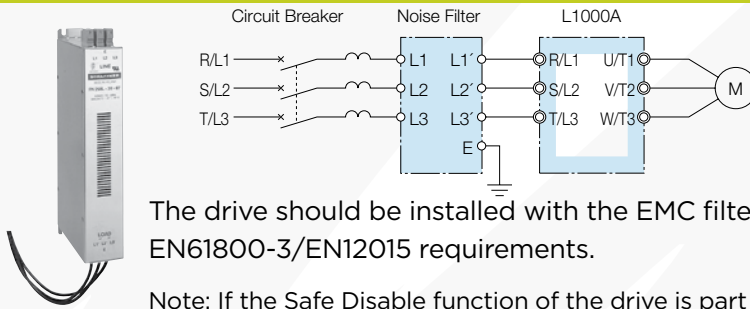 Circuit Breaker Noise Filter L1000A
R/L1 L1 L1´ R/L1 U/T1
S/L2 L2 L2´ S/L2 V/T2 M
T/L3 L3 L3´ T/L3 W/T3
E
LINE
LOAD
The drive should be installed with the EMC filte
EN61800-3/EN12015 requirements.
Note: If the Safe Disable function of the drive is part